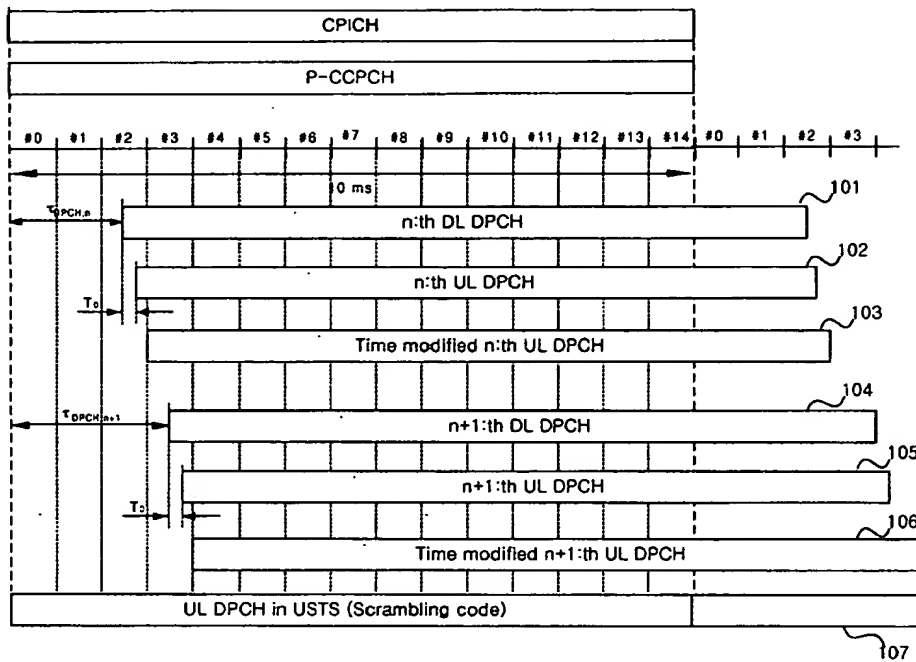 CPICH
P-CCPCH
#0 #1 #2 #3 #4 #5 #6 #7 #8 #9 #10 #11 #12 #13 #14 #0 #1 #2 #3
10 ms
101
τDPCH,n
n:th DL DPCH
102
n:th UL DPCH
T0
103
Time modified n:th UL DPCH
104
τDPCH,n+1
n+1:th DL DPCH
105
n+1:th UL DPCH
T0
106
Time modified n+1:th UL DPCH
UL DPCH in USTS (Scrambling code)
107